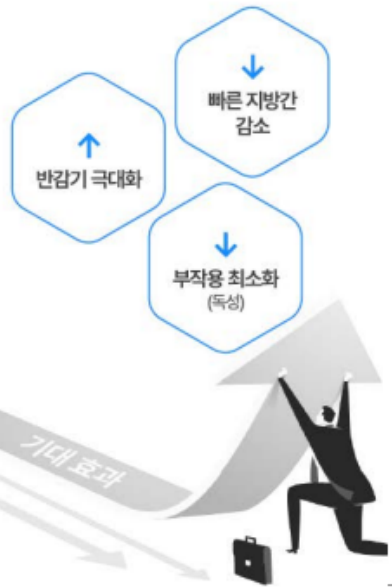 빠른 지방간
감소
반감기 극대화
부작용 최소화
(독성)
기대 효과